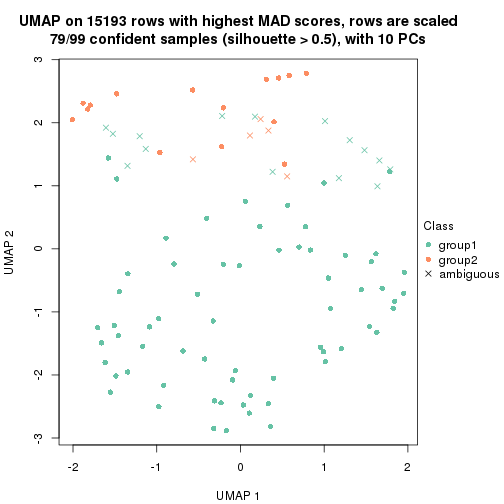 UMAP on 15193 rows with highest MAD scores, rows are scaled
79/99 confident samples (silhouette > 0.5), with 10 PCs
3
2
1
0
-1
-2
-3
UMAP 2
-2
-1
0
1
2
UMAP 1
Class
group1
group2
ambiguous